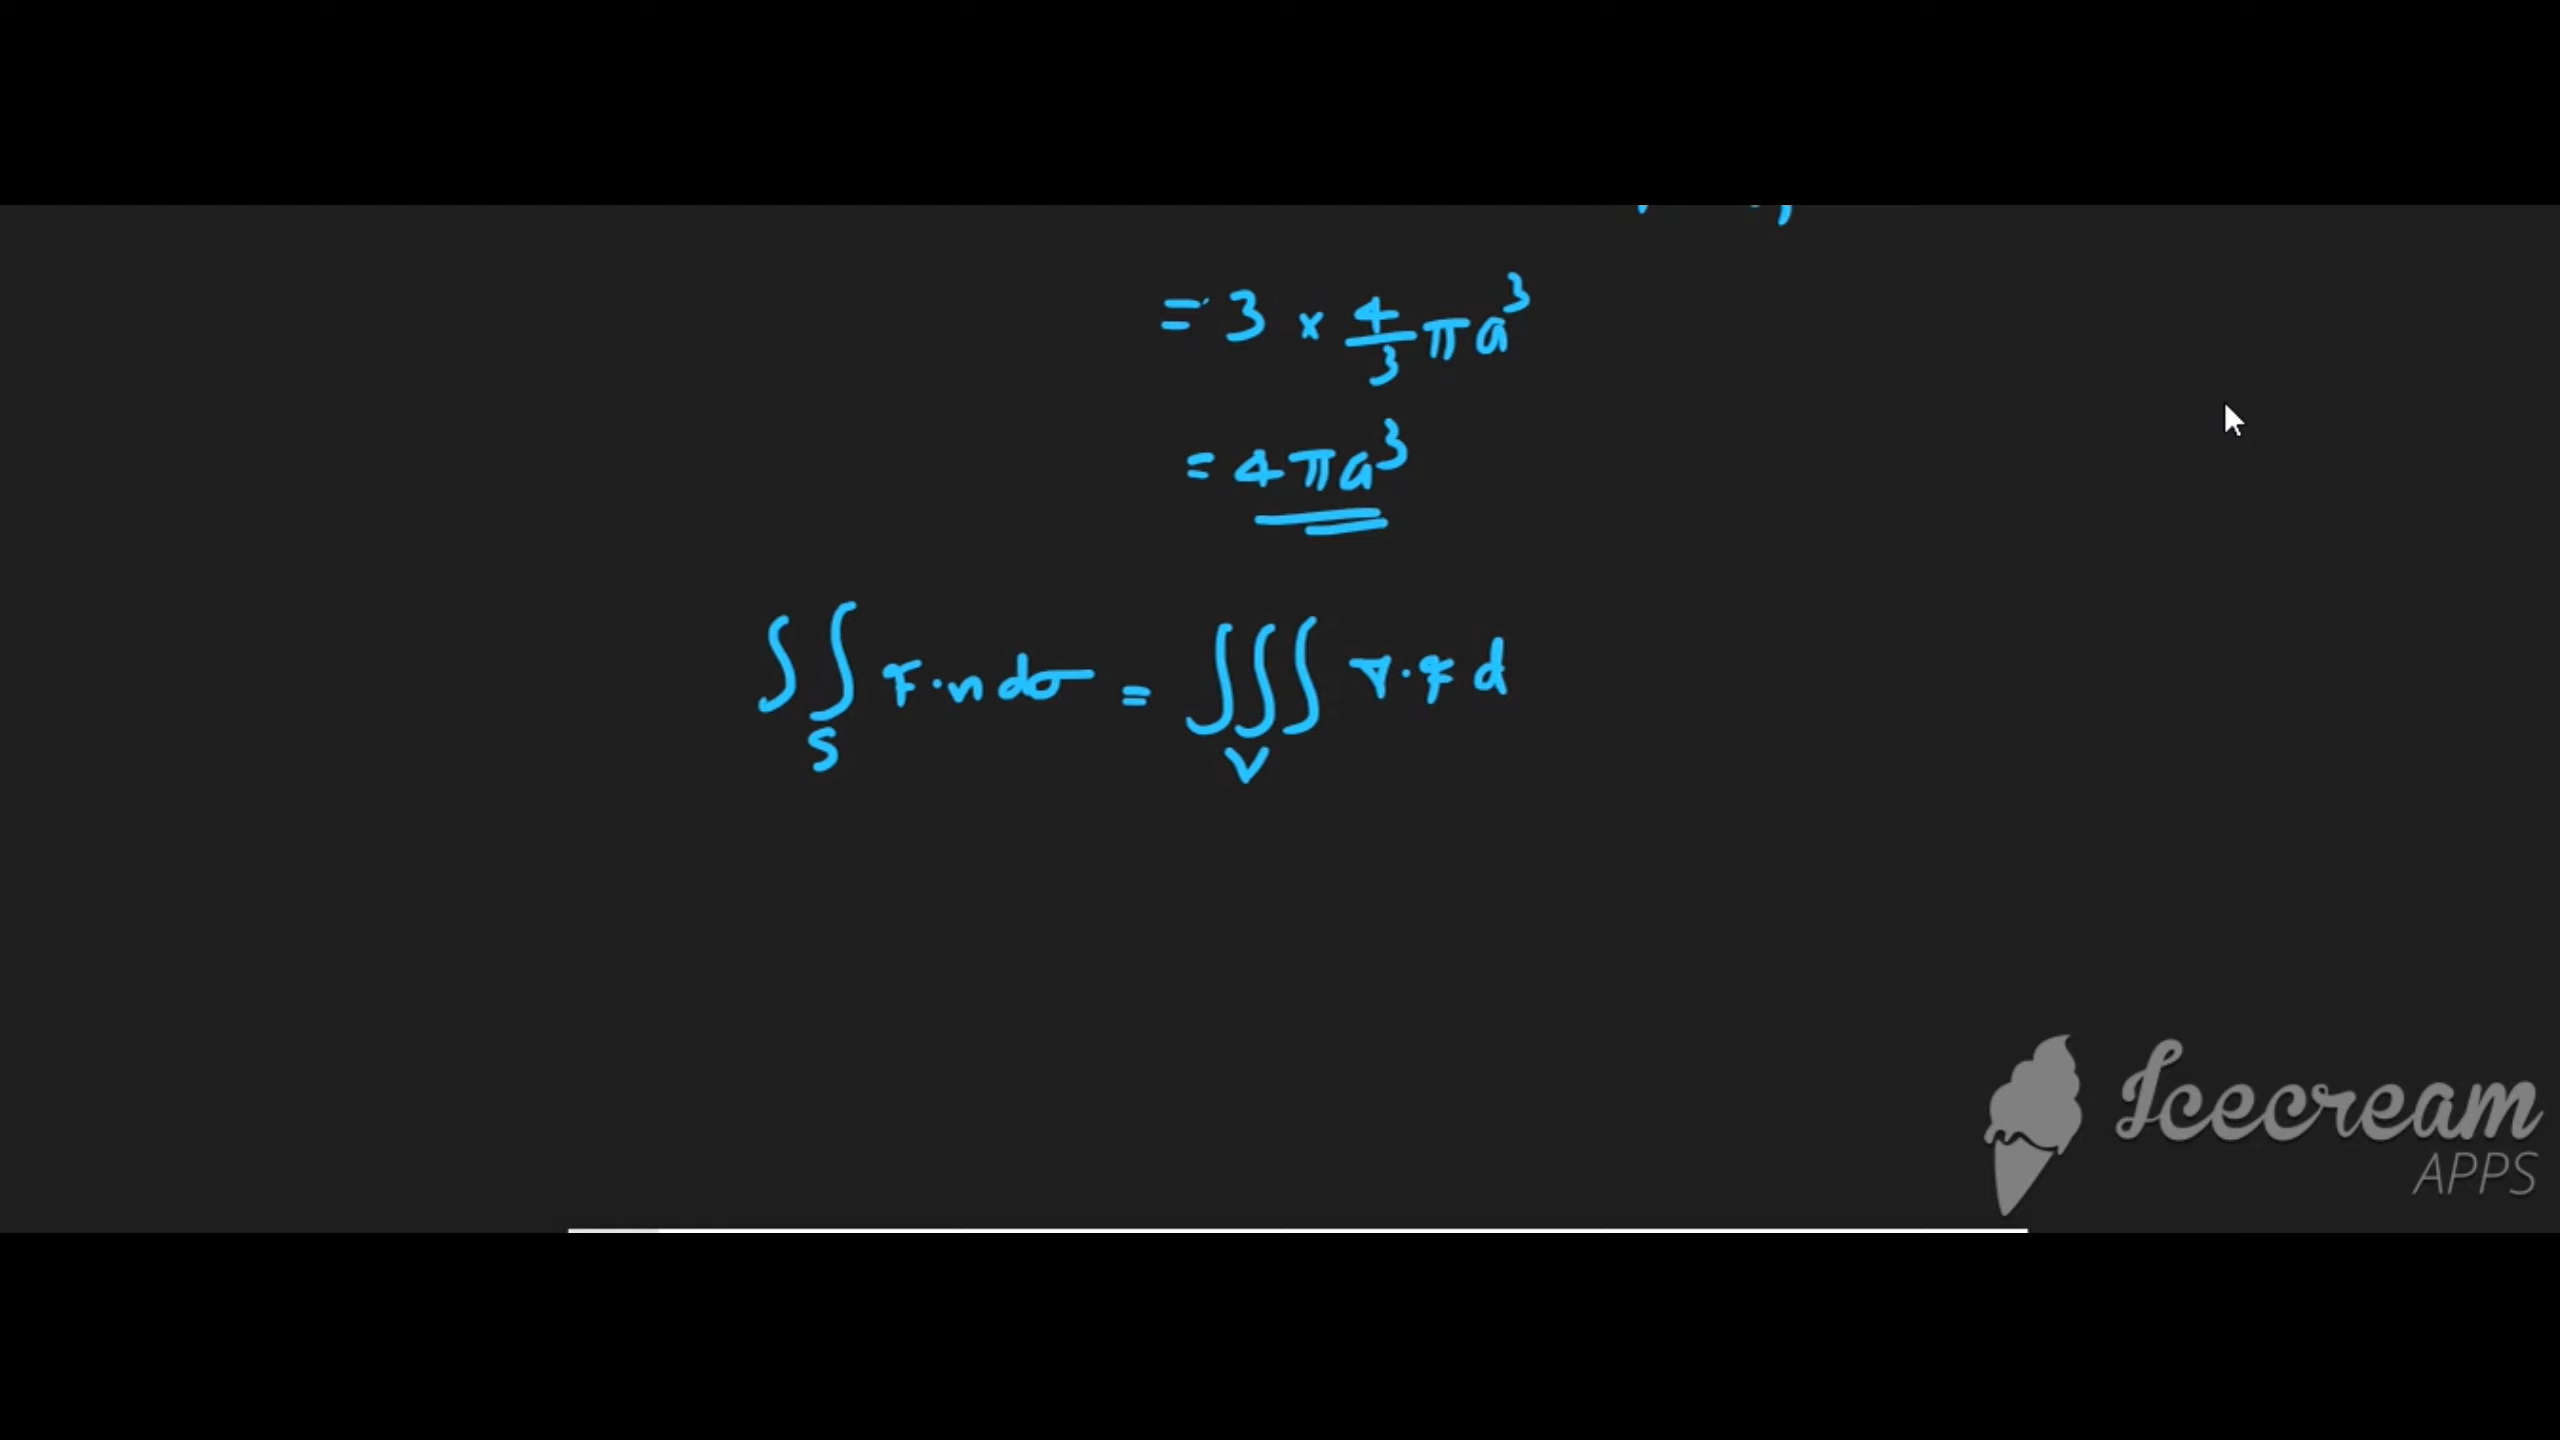 = 3 × 4/3 πa³
= 4πa³
∫∫_S F·n dσ = ∫∫∫_V ∇·F d
Icecream
APPS